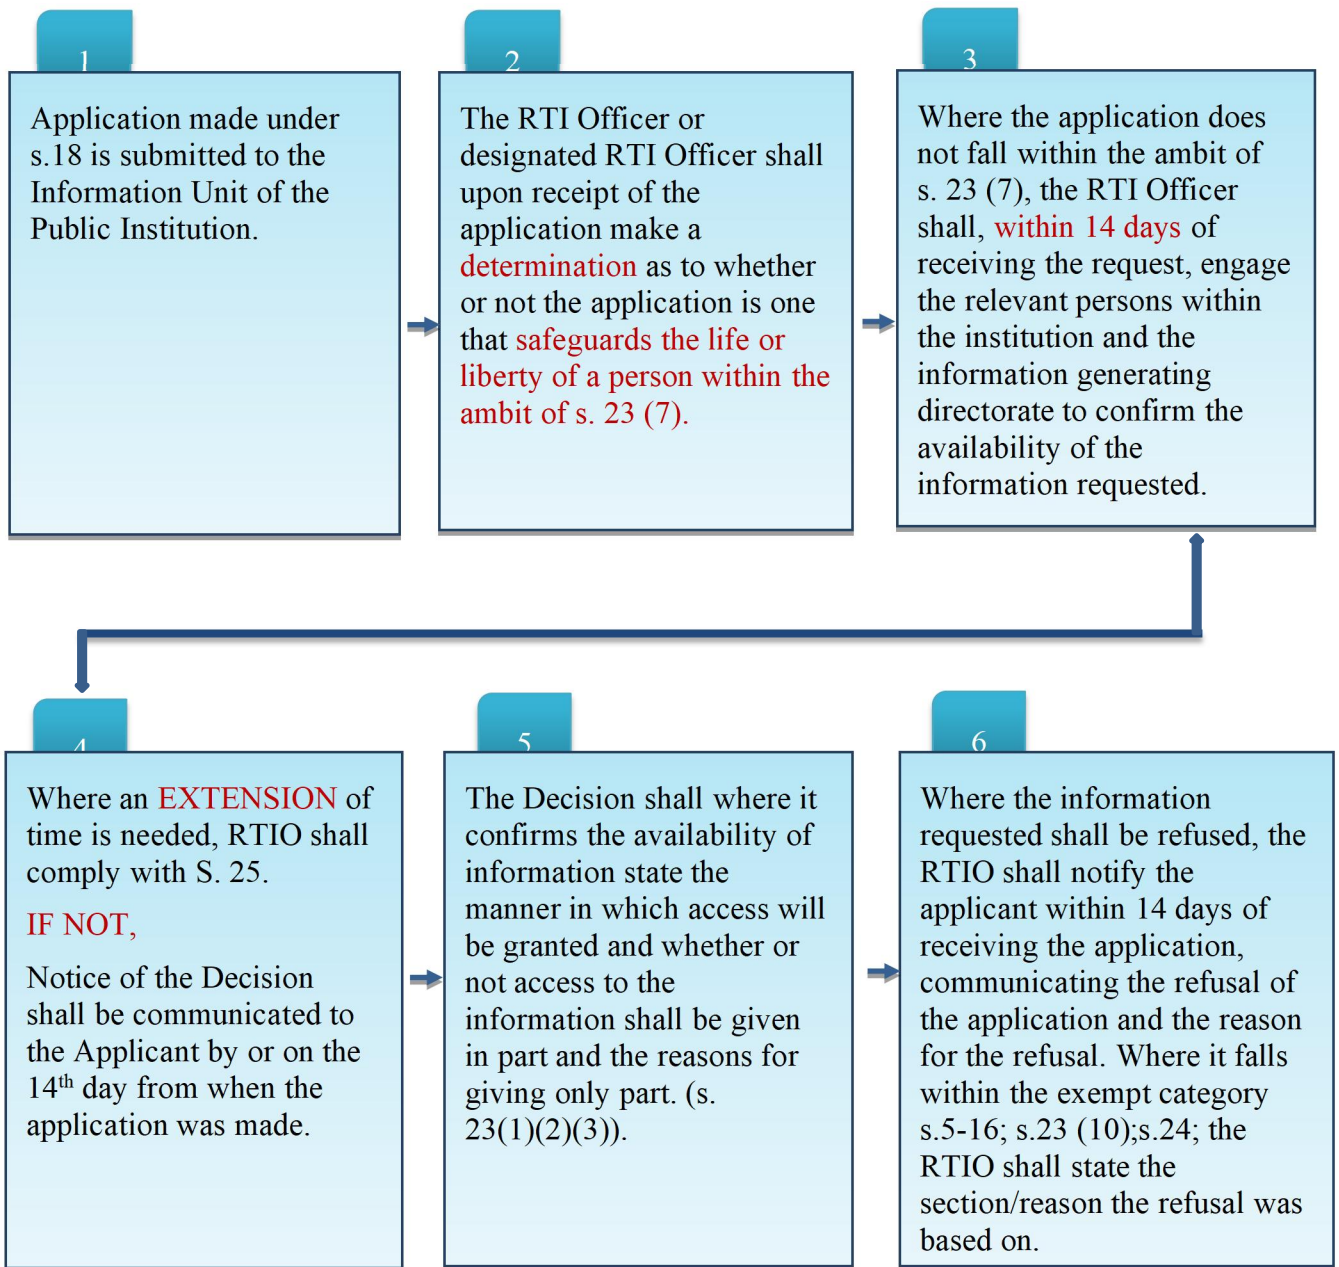 1
Application made under
s.18 is submitted to the
Information Unit of the
Public Institution.
2
The RTI Officer or
designated RTI Officer shall
upon receipt of the
application make a
determination as to whether
or not the application is one
that safeguards the life or
liberty of a person within the
ambit of s. 23 (7).
3
Where the application does
not fall within the ambit of
s. 23 (7), the RTI Officer
shall, within 14 days of
receiving the request, engage
the relevant persons within
the institution and the
information generating
directorate to confirm the
availability of the
information requested.
4
Where an EXTENSION of
time is needed, RTIO shall
comply with S. 25.
IF NOT,
Notice of the Decision
shall be communicated to
the Applicant by or on the
14th day from when the
application was made.
5
The Decision shall where it
confirms the availability of
information state the
manner in which access will
be granted and whether or
not access to the
information shall be given
in part and the reasons for
giving only part. (s.
23(1)(2)(3)).
6
Where the information
requested shall be refused, the
RTIO shall notify the
applicant within 14 days of
receiving the application,
communicating the refusal of
the application and the reason
for the refusal. Where it falls
within the exempt category
s.5-16; s.23 (10);s.24; the
RTIO shall state the
section/reason the refusal was
based on.